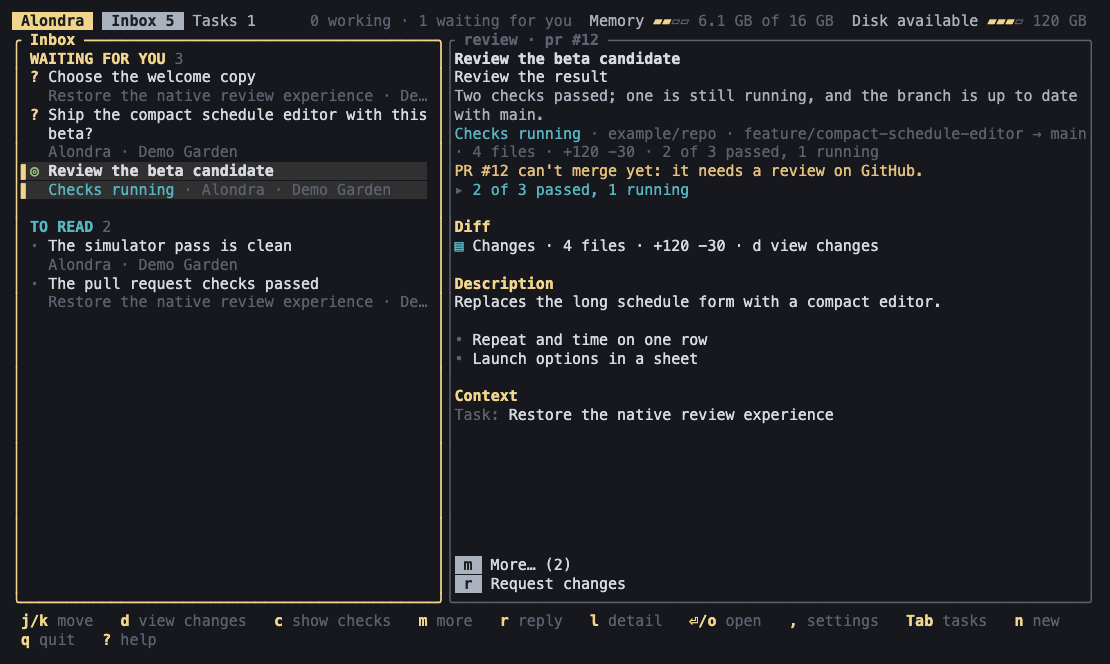 Alondra Inbox 5 Tasks 1 0 working · 1 waiting for you Memory ▰▰▱▱ 6.1 GB of 16 GB Disk available ▰▰▰▱ 120 GB
Inbox
WAITING FOR YOU 3
? Choose the welcome copy
Restore the native review experience · De…
? Ship the compact schedule editor with this
beta?
Alondra · Demo Garden
◎ Review the beta candidate
Checks running · Alondra · Demo Garden
TO READ 2
· The simulator pass is clean
Alondra · Demo Garden
· The pull request checks passed
Restore the native review experience · De…
review · pr #12
Review the beta candidate
Review the result
Two checks passed; one is still running, and the branch is up to date
with main.
Checks running · example/repo · feature/compact-schedule-editor → main
· 4 files · +120 −30 · 2 of 3 passed, 1 running
PR #12 can't merge yet: it needs a review on GitHub.
▸ 2 of 3 passed, 1 running
Diff
▤ Changes · 4 files · +120 −30 · d view changes
Description
Replaces the long schedule form with a compact editor.
• Repeat and time on one row
• Launch options in a sheet
Context
Task: Restore the native review experience
m More… (2)
r Request changes
j/k move d view changes c show checks m more r reply l detail ⏎/o open , settings Tab tasks n new
q quit ? help